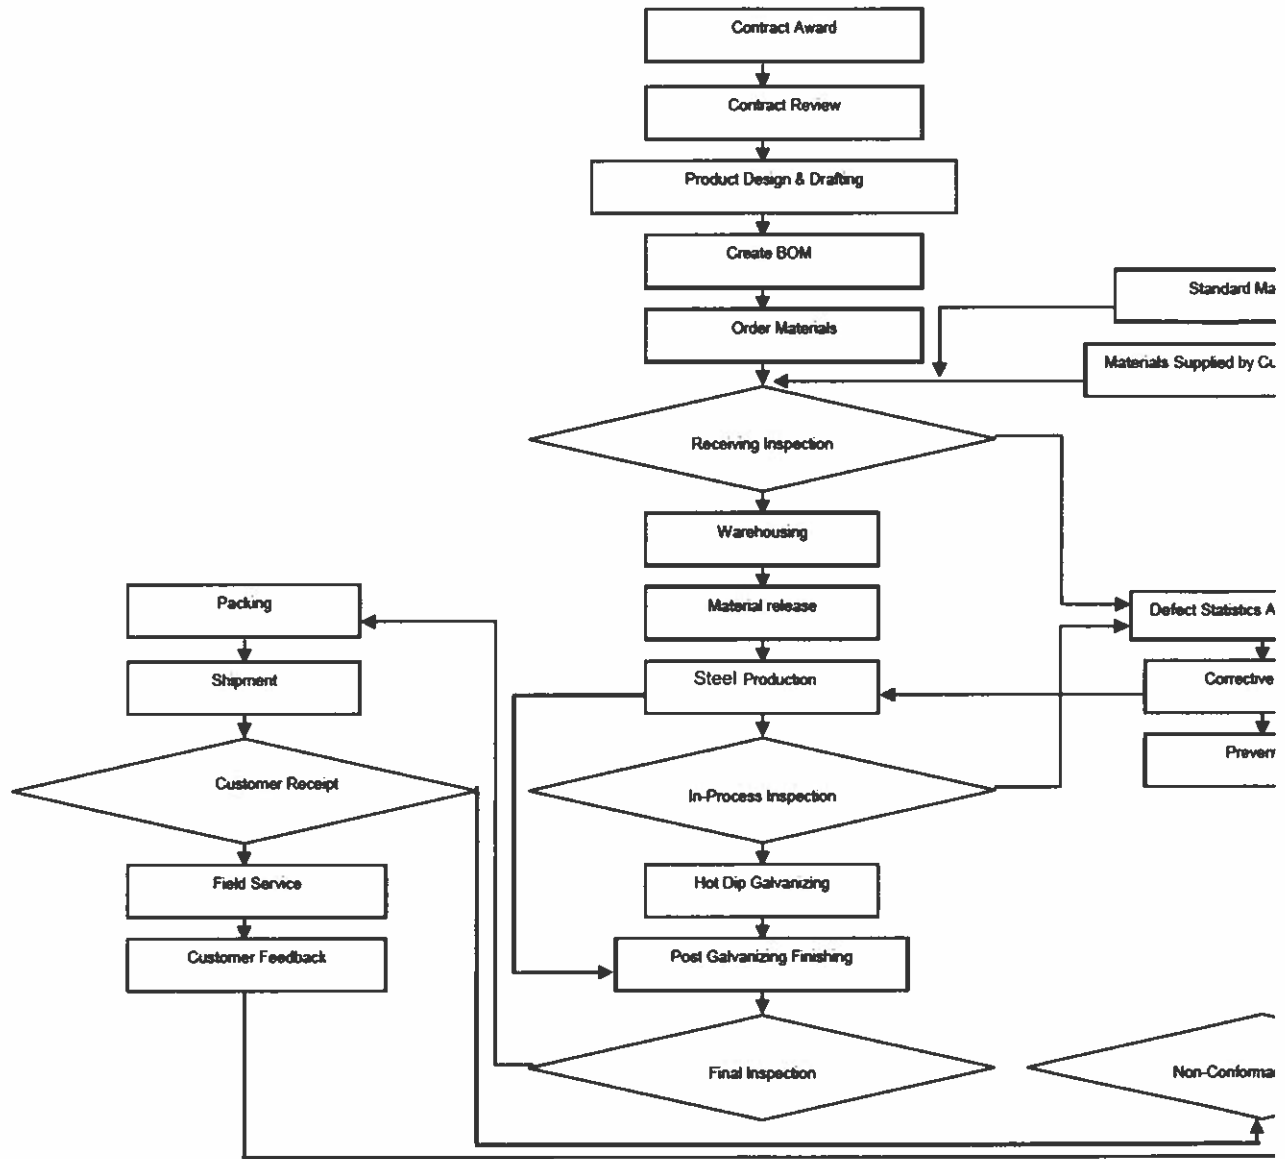 Contract Award
Contract Review
Product Design & Drafting
Create BOM
Standard Ma
Order Materials
Materials Supplied by Cu
Receiving Inspection
Warehousing
Packing
Material release
Defect Statistics A
Shipment
Steel Production
Corrective
Customer Receipt
In-Process Inspection
Preven
Field Service
Hot Dip Galvanizing
Customer Feedback
Post Galvanizing Finishing
Final Inspection
Non-Conforma